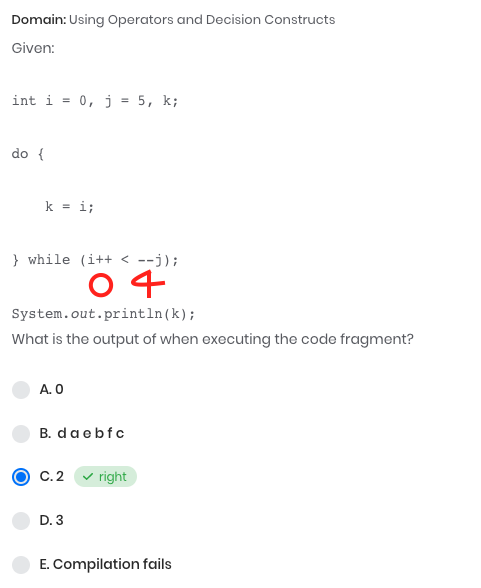 Domain: Using Operators and Decision Constructs
Given:
int i = 0, j = 5, k;
do {
k = i;
} while (i++ < --j);
0 4
System.out.println(k);
What is the output of when executing the code fragment?
A. 0
B. d a e b f c
C. 2 right
D. 3
E. Compilation fails